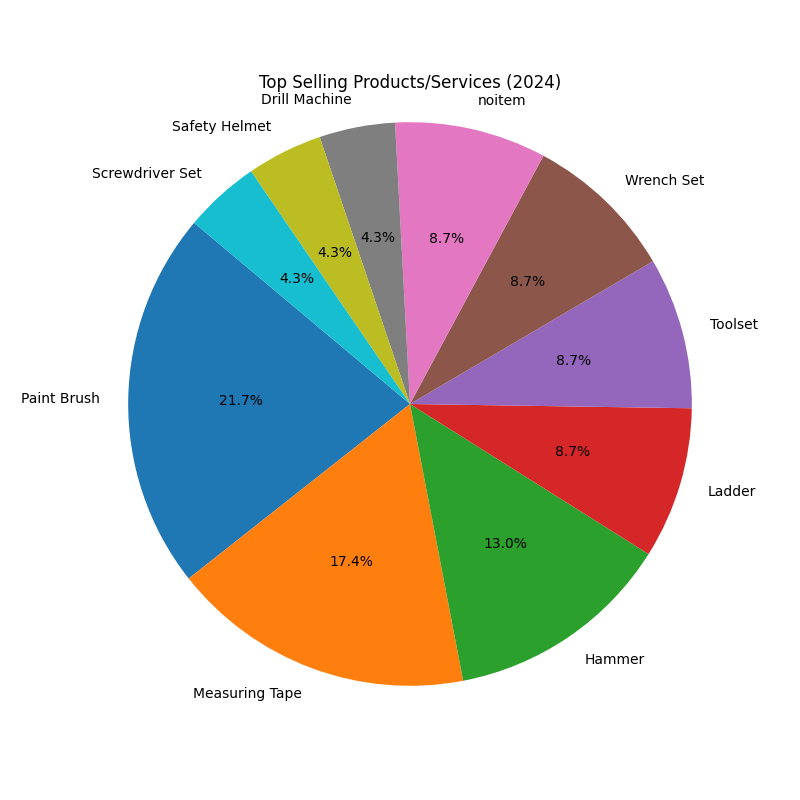 Top Selling Products/Services (2024)
Drill Machine
noitem
Safety Helmet
Screwdriver Set
Wrench Set
4.3%
8.7%
4.3%
4.3%
8.7%
Toolset
8.7%
Paint Brush
21.7%
8.7%
Ladder
13.0%
17.4%
Hammer
Measuring Tape